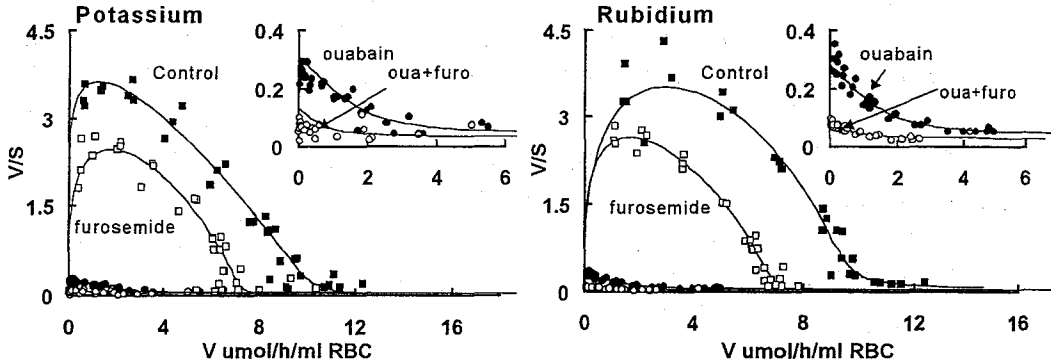 Potassium
4.5
3
1.5
0
V/S
Control
furosemide
0.4
0.2
0
ouabain
oua+furo
0 2 4 6
0 4 8 12 16
V umol/h/ml RBC
Rubidium
4.5
3
1.5
0
V/S
Control
furosemide
0.4
0.2
0
ouabain
oua+furo
0 2 4 6
0 4 8 12 16
V umol/h/ml RBC